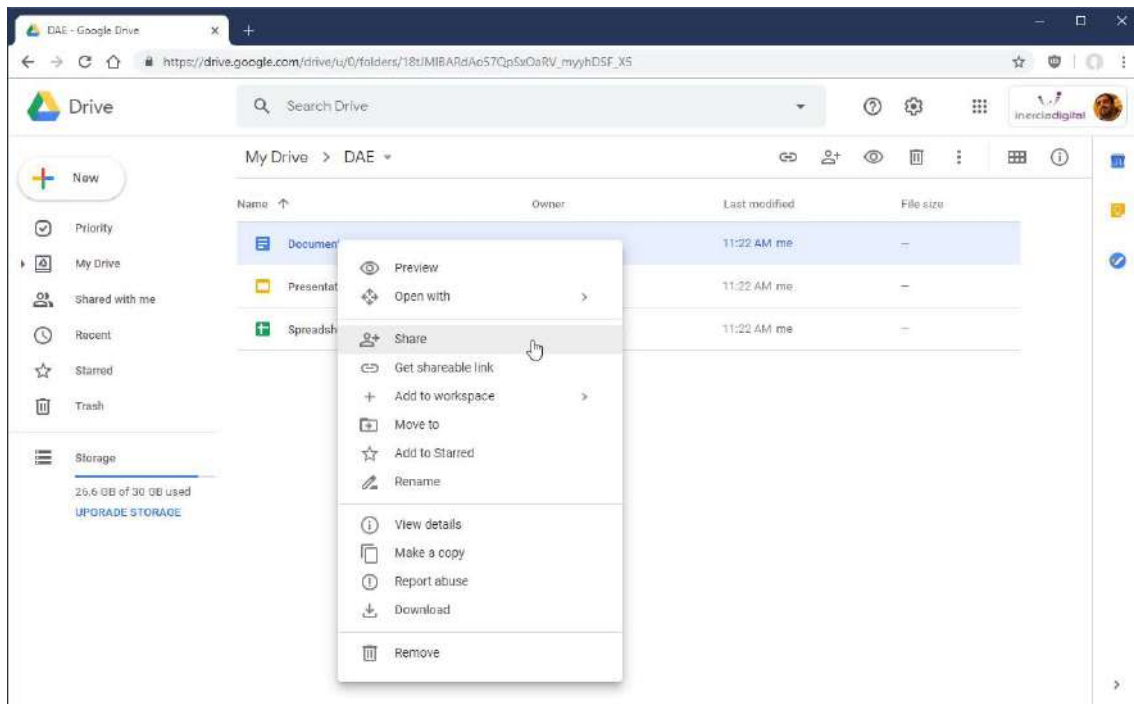 DAE - Google Drive
https://drive.google.com/drive/u/0/folders/18tJMIBARdAo57QpSxOaRV_myyhDSF_X5
Drive
Search Drive
inerciadigital
My Drive > DAE
New
Name
Owner
Last modified
File size
Priority
Document
11:22 AM me
—
My Drive
Presentat
11:22 AM me
—
Shared with me
Spreadsh
11:22 AM me
—
Recent
Starred
Trash
Storage
26.6 GB of 30 GB used
UPGRADE STORAGE
Preview
Open with
Share
Get shareable link
Add to workspace
Move to
Add to Starred
Rename
View details
Make a copy
Report abuse
Download
Remove